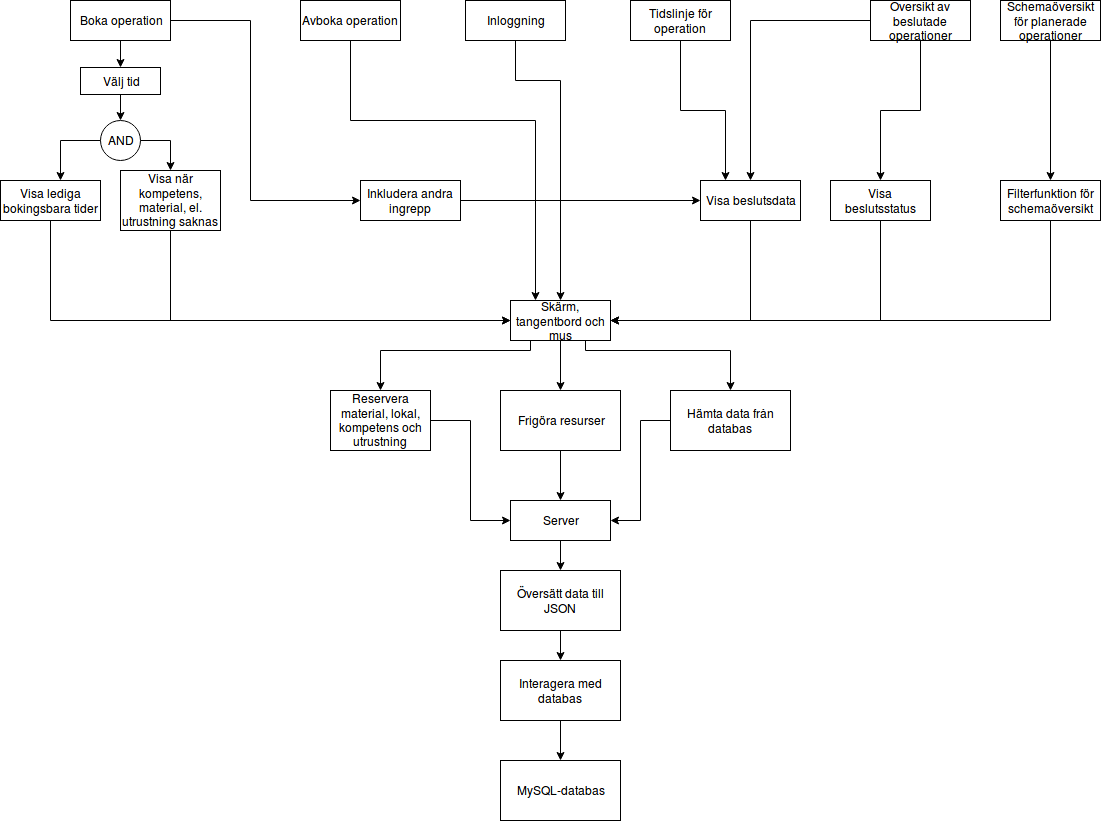 Boka operation
Avboka operation
Inloggning
Tidslinje för
operation
Översikt av
beslutade
operationer
Schemaöversikt
för planerade
operationer
Välj tid
AND
Visa lediga
bokingsbara tider
Visa när
kompetens,
material, el.
utrustning saknas
Inkludera andra
ingrepp
Visa beslutsdata
Visa
beslutsstatus
Filterfunktion för
schemaöversikt
Skärm,
tangentbord och
mus
Reservera
material, lokal,
kompetens och
utrustning
Frigöra resurser
Hämta data från
databas
Server
Översätt data till
JSON
Interagera med
databas
MySQL-databas